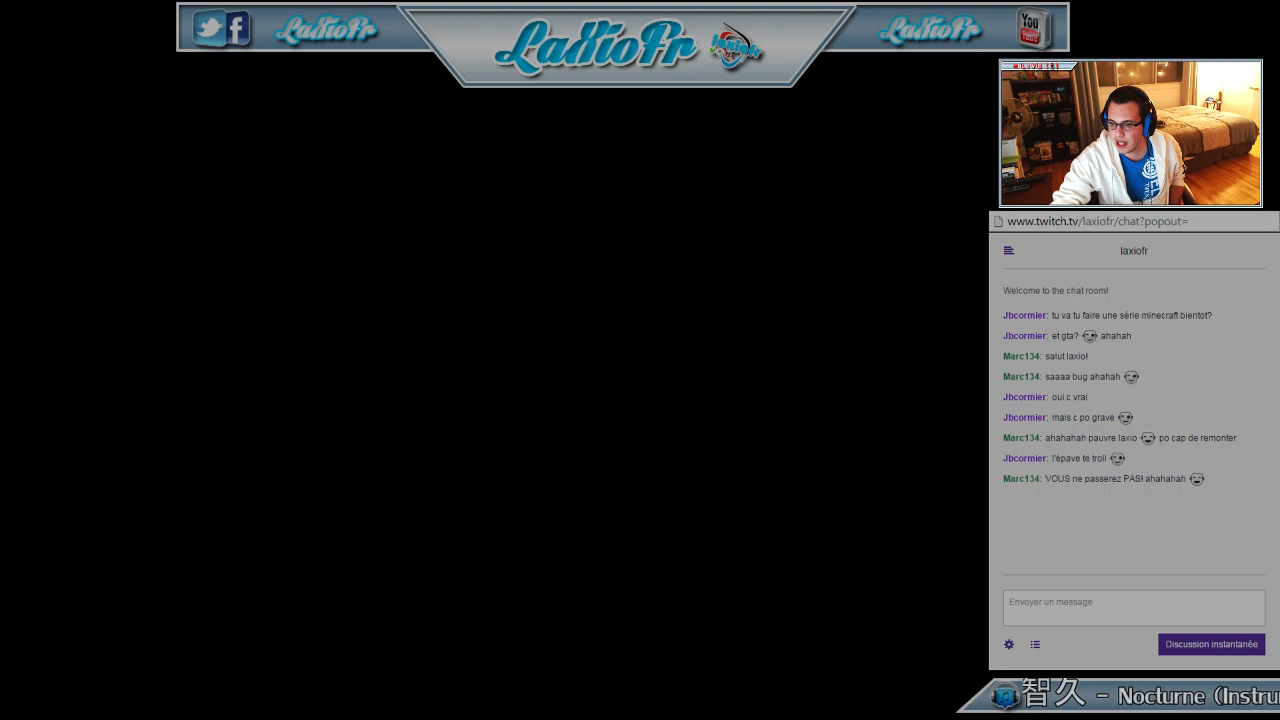 LaxioFr
LaxioFr
LaxioFr
You
Tube
www.twitch.tv/laxiofr/chat?popout=
laxiofr
Welcome to the chat room!
Jbcormier: tu va tu faire une série minecraft bientot?
Jbcormier: et gta? ahahah
Marc134: salut laxio!
Marc134: saaaa bug ahahah
Jbcormier: oui c vrai
Jbcormier: mais c po grave
Marc134: ahahahah pauvre laxio po cap de remonter
Jbcormier: l'épave te troll
Marc134: VOUS ne passerez PAS! ahahahah
Envoyer un message
Discussion instantanée
智久 - Nocturne (Instru